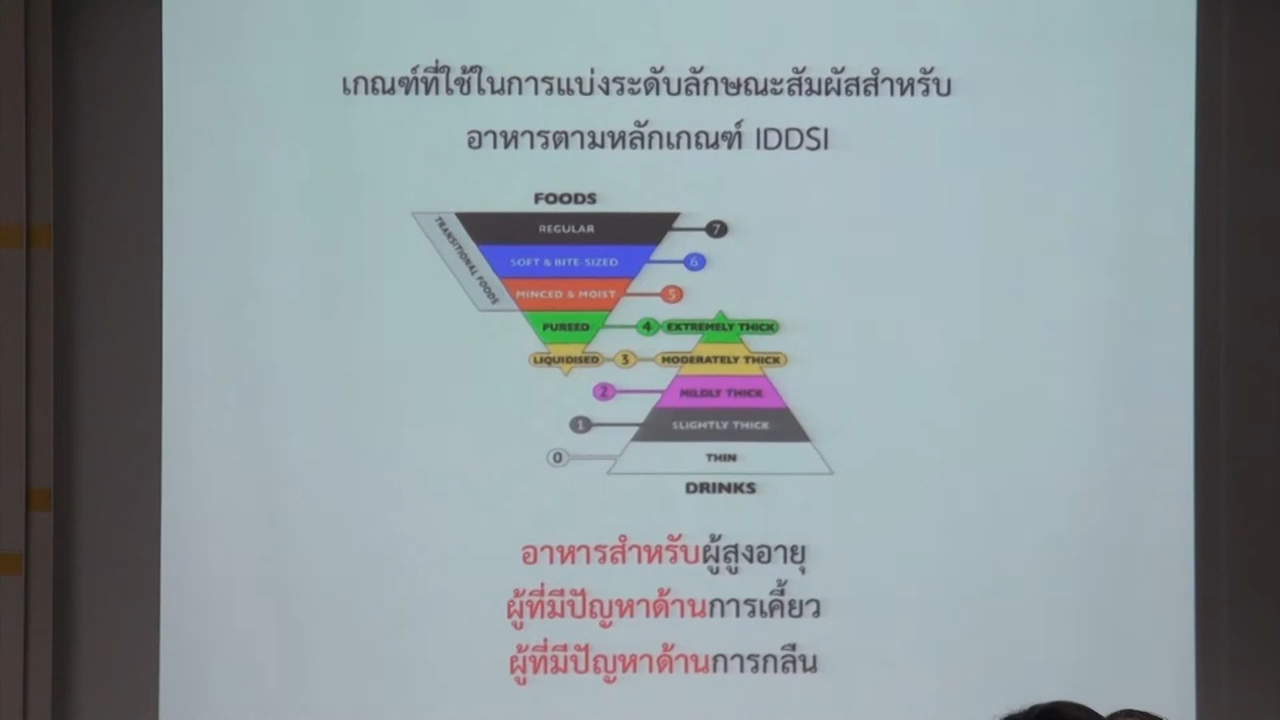 เกณฑ์ที่ใช้ในการแบ่งระดับลักษณะสัมผัสสำหรับ
อาหารตามหลักเกณฑ์ IDDSI
FOODS
TRANSITIONAL FOODS
REGULAR 7
SOFT & BITE-SIZED 6
MINCED & MOIST 5
PUREED 4 EXTREMELY THICK
LIQUIDISED 3 MODERATELY THICK
2 MILDLY THICK
1 SLIGHTLY THICK
0 THIN
DRINKS
อาหารสำหรับผู้สูงอายุ
ผู้ที่มีปัญหาด้านการเคี้ยว
ผู้ที่มีปัญหาด้านการกลืน